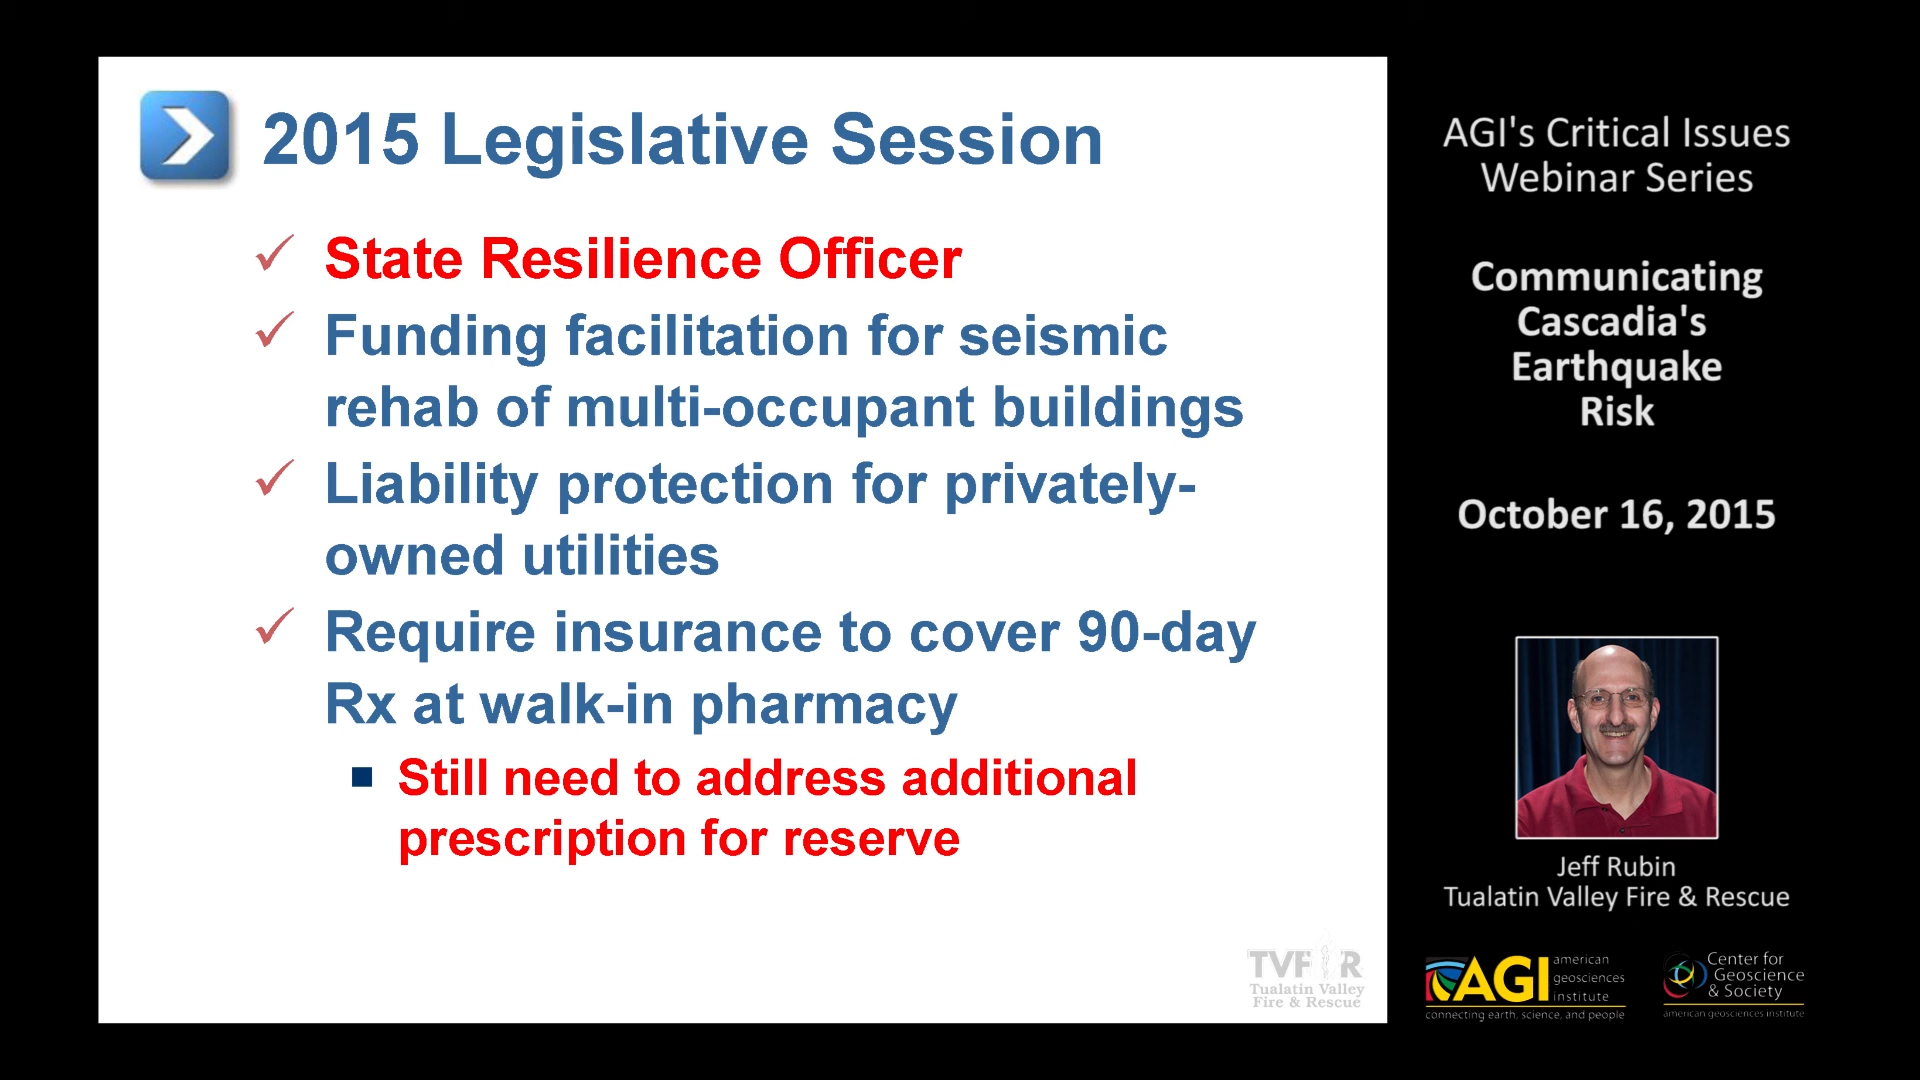 2015 Legislative Session
State Resilience Officer
Funding facilitation for seismic
rehab of multi-occupant buildings
Liability protection for privately-
owned utilities
Require insurance to cover 90-day
Rx at walk-in pharmacy
Still need to address additional
prescription for reserve
TVF R
Tualatin Valley
Fire & Rescue
AGI's Critical Issues
Webinar Series
Communicating
Cascadia's
Earthquake
Risk
October 16, 2015
Jeff Rubin
Tualatin Valley Fire & Rescue
AGI
american
geosciences
institute
connecting earth, science, and people
Center for
Geoscience
& Society
american geosciences institute